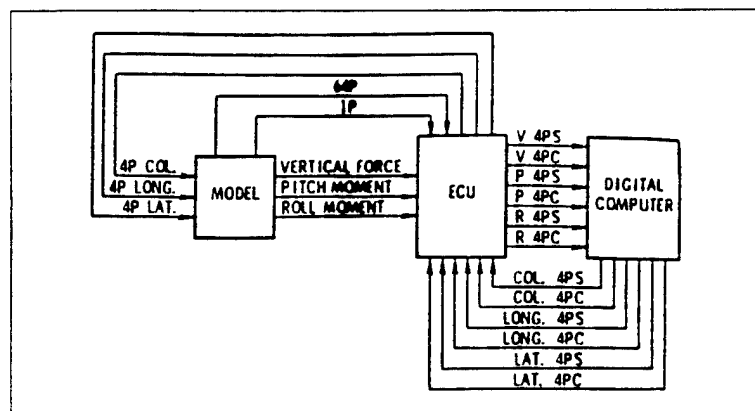 64P
1P
4P COL.
4P LONG.
4P LAT.
MODEL
VERTICAL FORCE
PITCH MOMENT
ROLL MOMENT
ECU
V 4PS
V 4PC
P 4PS
P 4PC
R 4PS
R 4PC
DIGITAL
COMPUTER
COL. 4PS
COL. 4PC
LONG. 4PS
LONG. 4PC
LAT. 4PS
LAT. 4PC